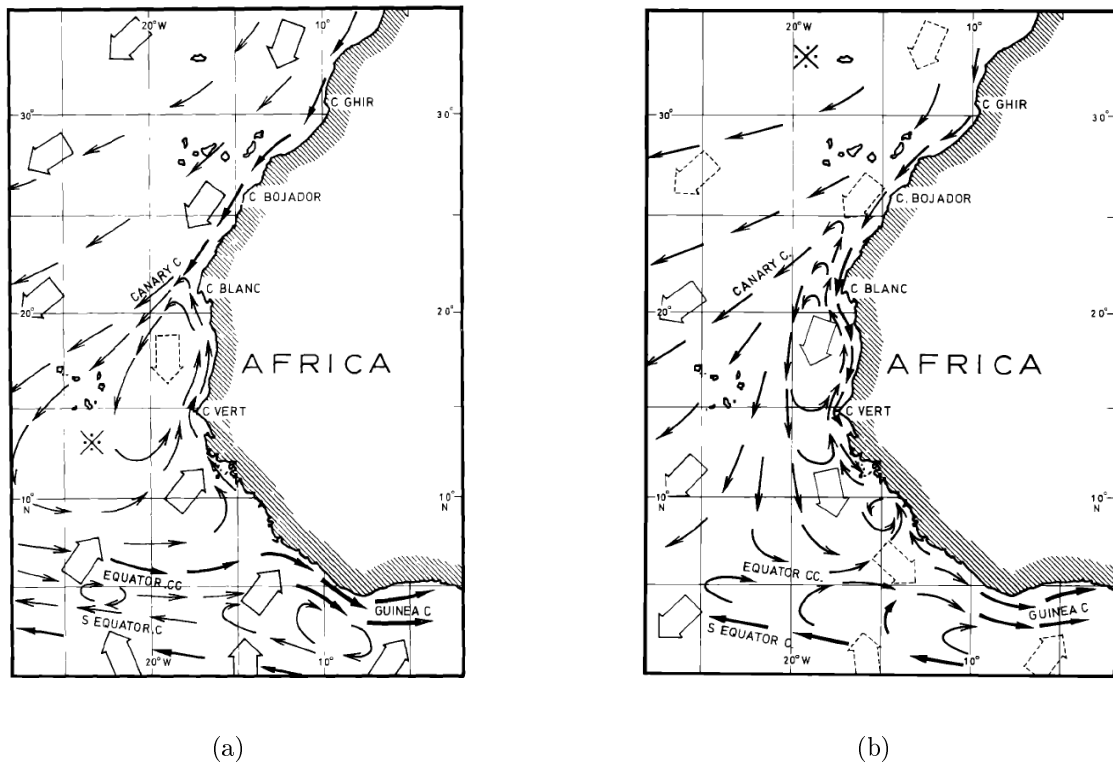 20°W
10°
C GHIR
30°
30°
C BOJADOR
CANARY C
C BLANC
20°
20°
AFRICA
C VERT
10°
N
10°
N
EQUATOR.CC
GUINEA C
S EQUATOR.C
20°W
10°
(a)
20°W
10°
C GHIR
30°
30°
C. BOJADOR
CANARY C.
C BLANC
20°
20°
AFRICA
C VERT
10°
N
10°
N
EQUATOR CC.
GUINEA C
S EQUATOR C.
20°W
10°
(b)